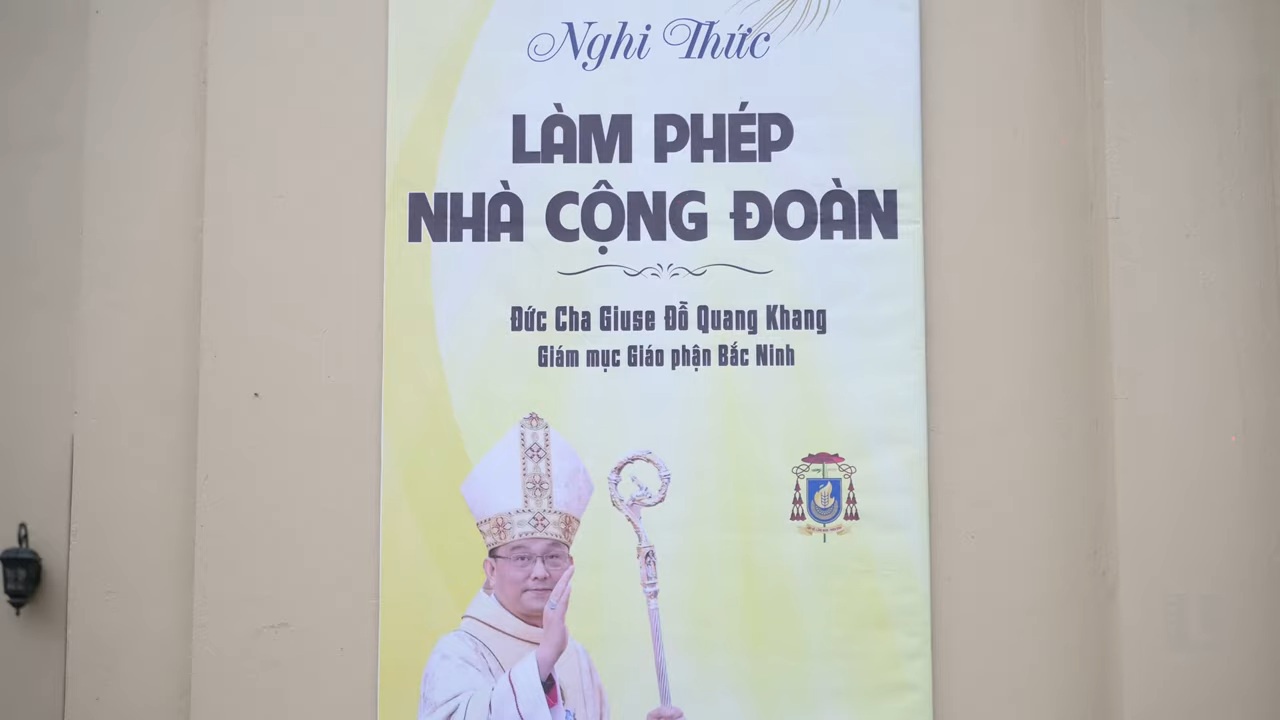 Nghi Thức
LÀM PHÉP
NHÀ CỘNG ĐOÀN
Đức Cha Giuse Đỗ Quang Khang
Giám mục Giáo phận Bắc Ninh